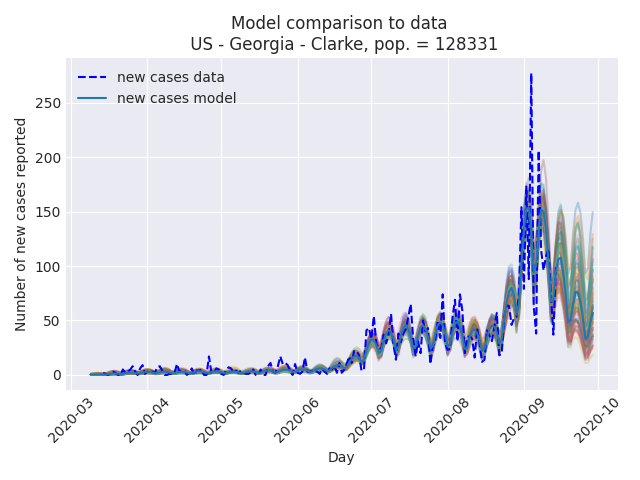 Model comparison to data
US - Georgia - Clarke, pop. = 128331
new cases data
new cases model
Number of new cases reported
250
200
150
100
50
0
2020-03
2020-04
2020-05
2020-06
2020-07
2020-08
2020-09
2020-10
Day